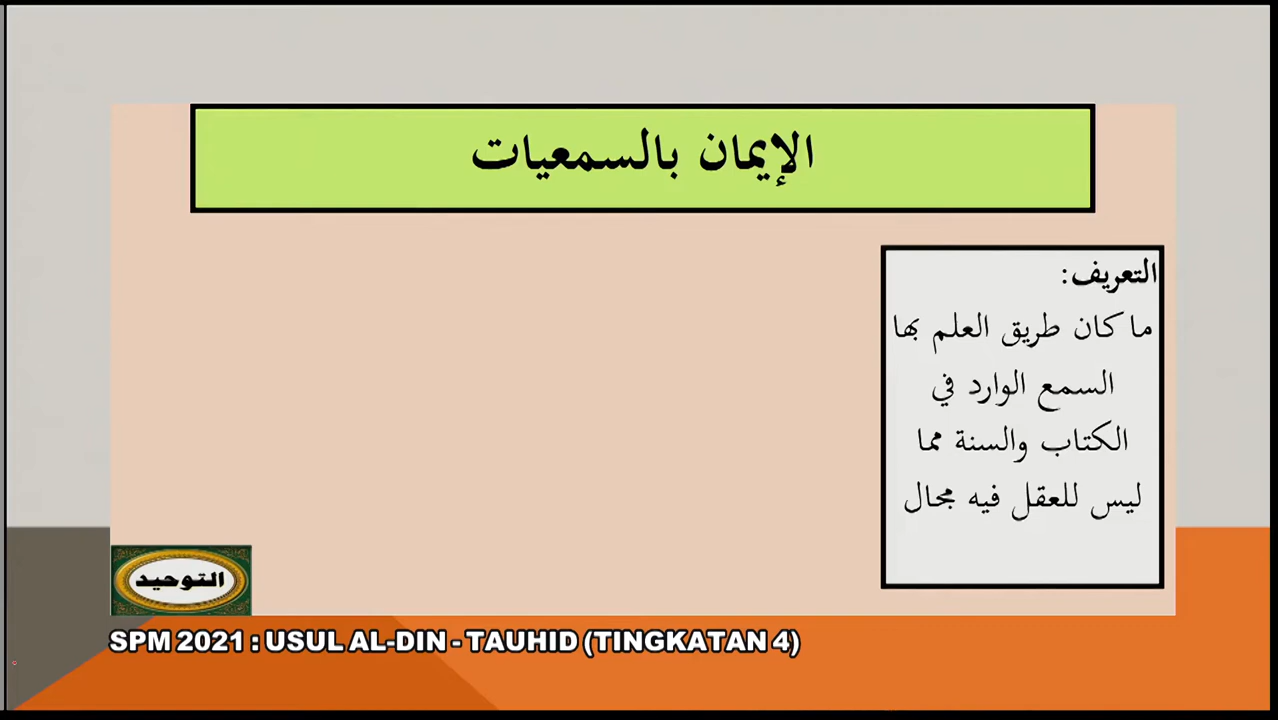 الإيمان بالسمعيات
التعريف:
ما كان طريق العلم بها
السمع الوارد في
الكتاب والسنة مما
ليس للعقل فيه مجال
التوحيد
SPM 2021 : USUL AL-DIN - TAUHID (TINGKATAN 4)